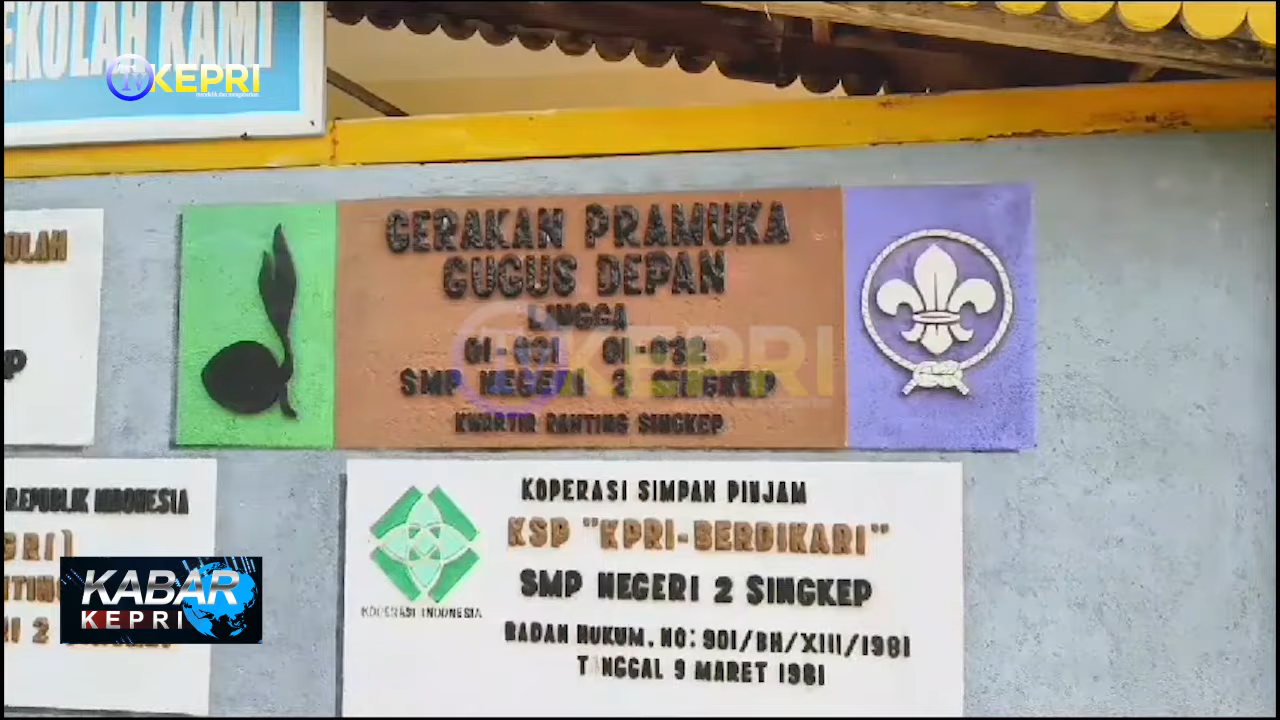 EKOLAH KAMI
TV KEPRI
GERAKAN PRAMUKA
GUGUS DEPAN
LINGGA
01-031 01-032
SMP NEGERI 2 SINGKEP
KWARTIR RANTING SINGKEP
KOPERASI SIMPAN PINJAM
KSP "KPRI-BERDIKARI"
SMP NEGERI 2 SINGKEP
BADAN HUKUM. NO: 901/BH/XIII/1981
TANGGAL 9 MARET 1981
KOPERASI INDONESIA
REPUBLIK INDONESIA
GRI)
KABAR
KEPRI